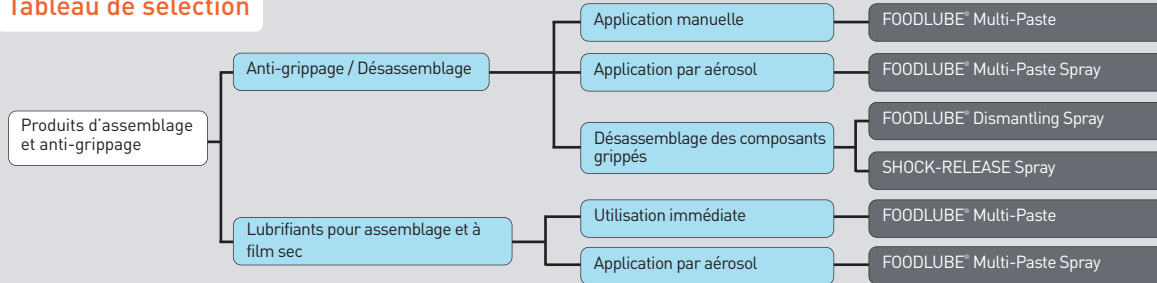 Tableau de sélection
Application manuelle
FOODLUBE® Multi-Paste
Anti-grippage / Désassemblage
Application par aérosol
FOODLUBE® Multi-Paste Spray
Produits d'assemblage
et anti-grippage
Désassemblage des composants
grippés
FOODLUBE® Dismantling Spray
SHOCK-RELEASE Spray
Lubrifiants pour assemblage et à
film sec
Utilisation immédiate
FOODLUBE® Multi-Paste
Application par aérosol
FOODLUBE® Multi-Paste Spray